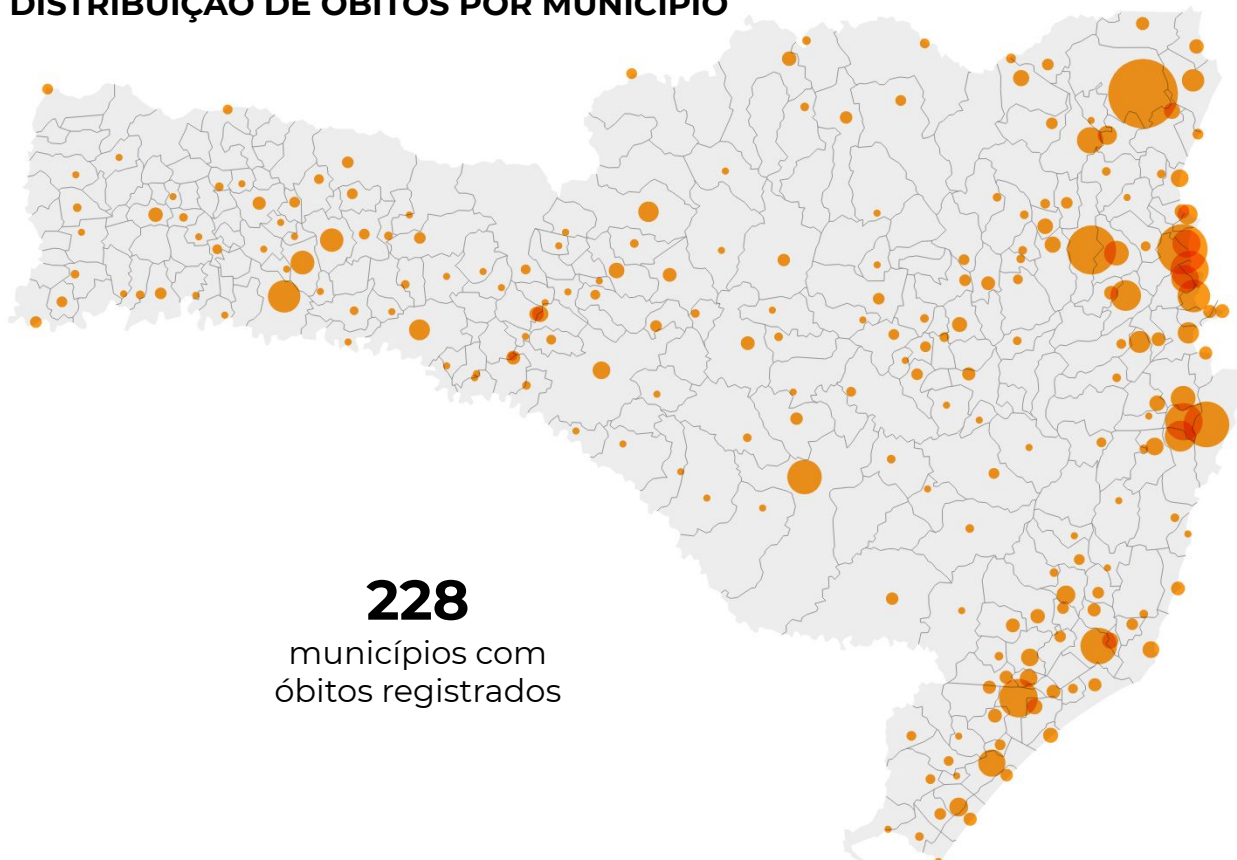 DISTRIBUIÇÃO DE ÓBITOS POR MUNICÍPIO
228
municípios com
óbitos registrados